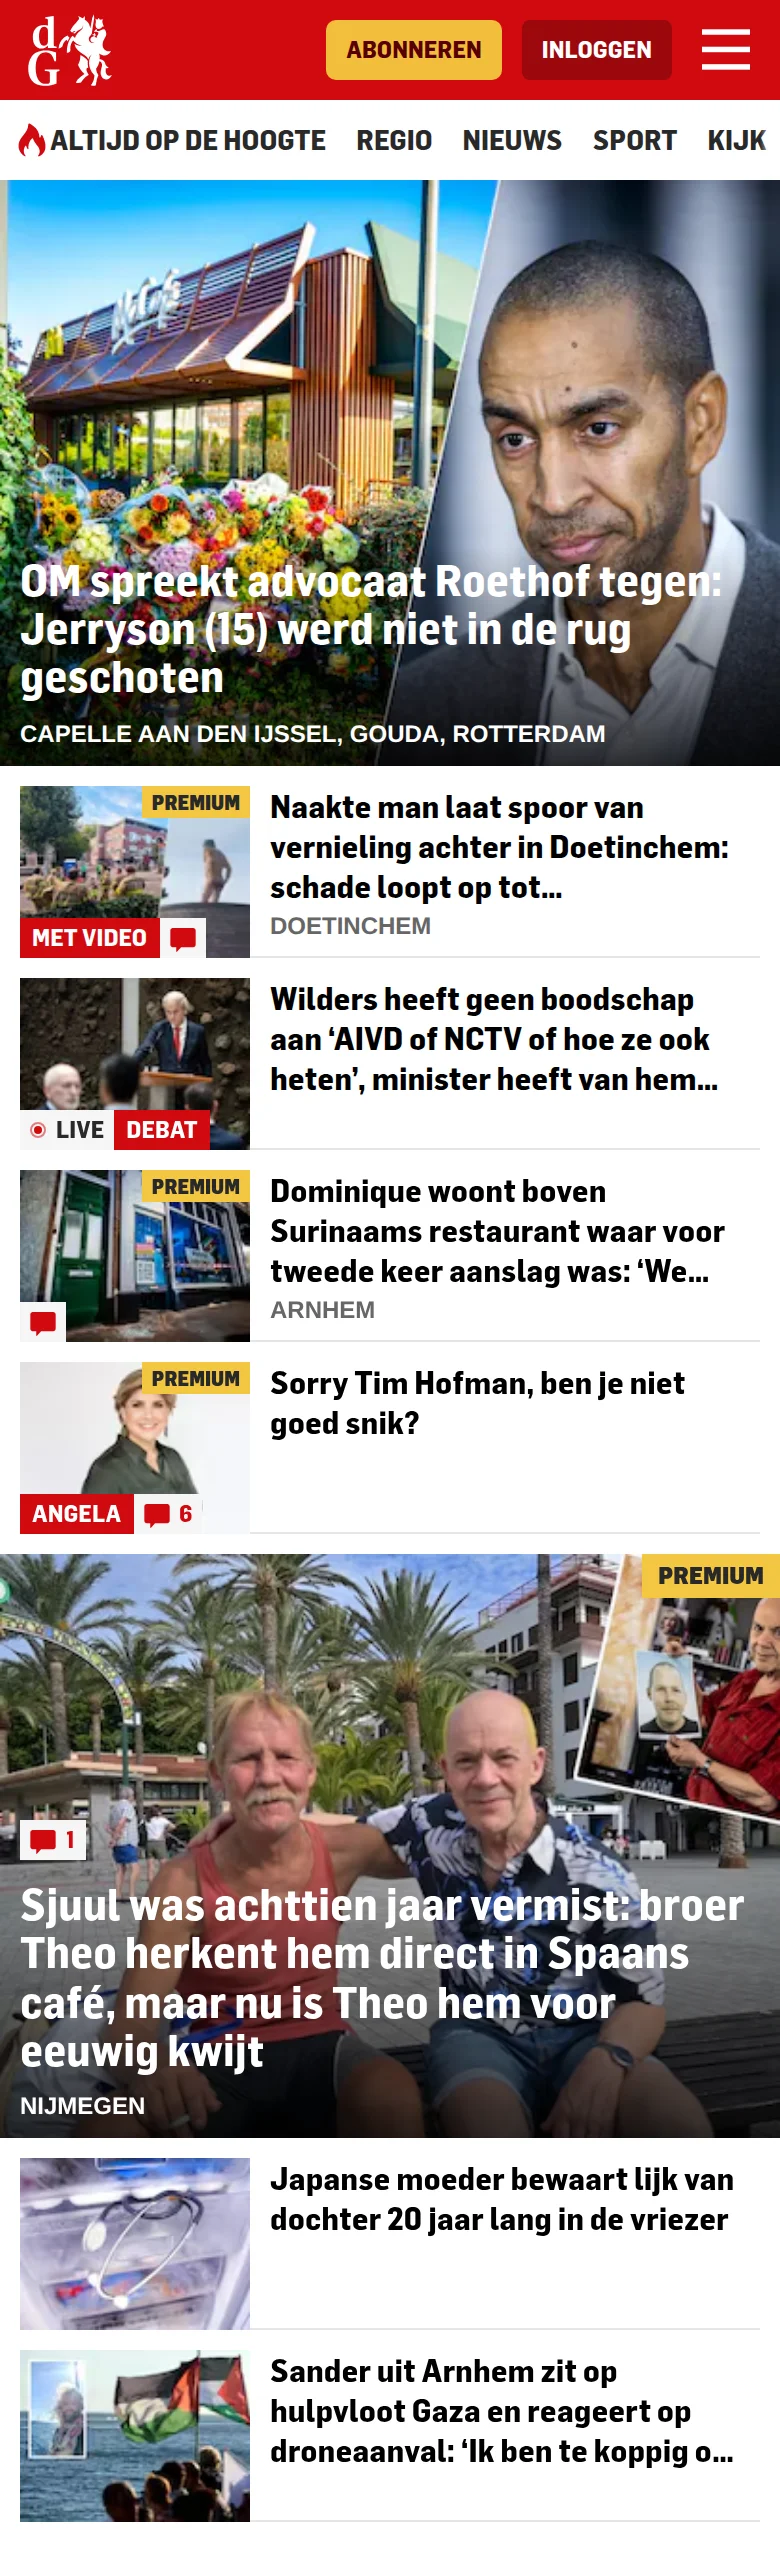 dG
ABONNEREN
INLOGGEN
ALTIJD OP DE HOOGTE
REGIO
NIEUWS
SPORT
KIJK
McCafé
OM spreekt advocaat Roethof tegen:
Jerryson (15) werd niet in de rug
geschoten
CAPELLE AAN DEN IJSSEL, GOUDA, ROTTERDAM
PREMIUM
MET VIDEO
Naakte man laat spoor van
vernieling achter in Doetinchem:
schade loopt op tot...
DOETINCHEM
LIVE
DEBAT
Wilders heeft geen boodschap
aan ‘AIVD of NCTV of hoe ze ook
heten’, minister heeft van hem...
PREMIUM
Dominique woont boven
Surinaams restaurant waar voor
tweede keer aanslag was: ‘We...
ARNHEM
PREMIUM
ANGELA
6
Sorry Tim Hofman, ben je niet
goed snik?
PREMIUM
1
Sjuul was achttien jaar vermist: broer
Theo herkent hem direct in Spaans
café, maar nu is Theo hem voor
eeuwig kwijt
NIJMEGEN
Japanse moeder bewaart lijk van
dochter 20 jaar lang in de vriezer
Sander uit Arnhem zit op
hulpvloot Gaza en reageert op
droneaanval: ‘Ik ben te koppig o...